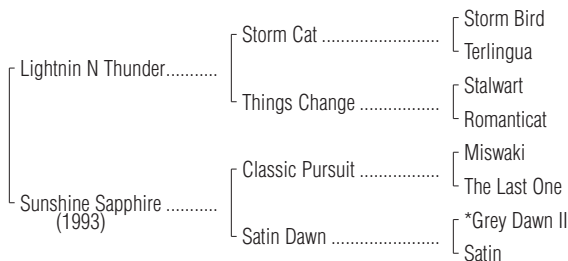 Storm Bird
Storm Cat ..........................
Terlingua
Lightnin N Thunder...........
Stalwart
Things Change ..................
Romanticat
Miswaki
Classic Pursuit ..................
The Last One
Sunshine Sapphire ...........
(1993)
*Grey Dawn II
Satin Dawn ........................
Satin